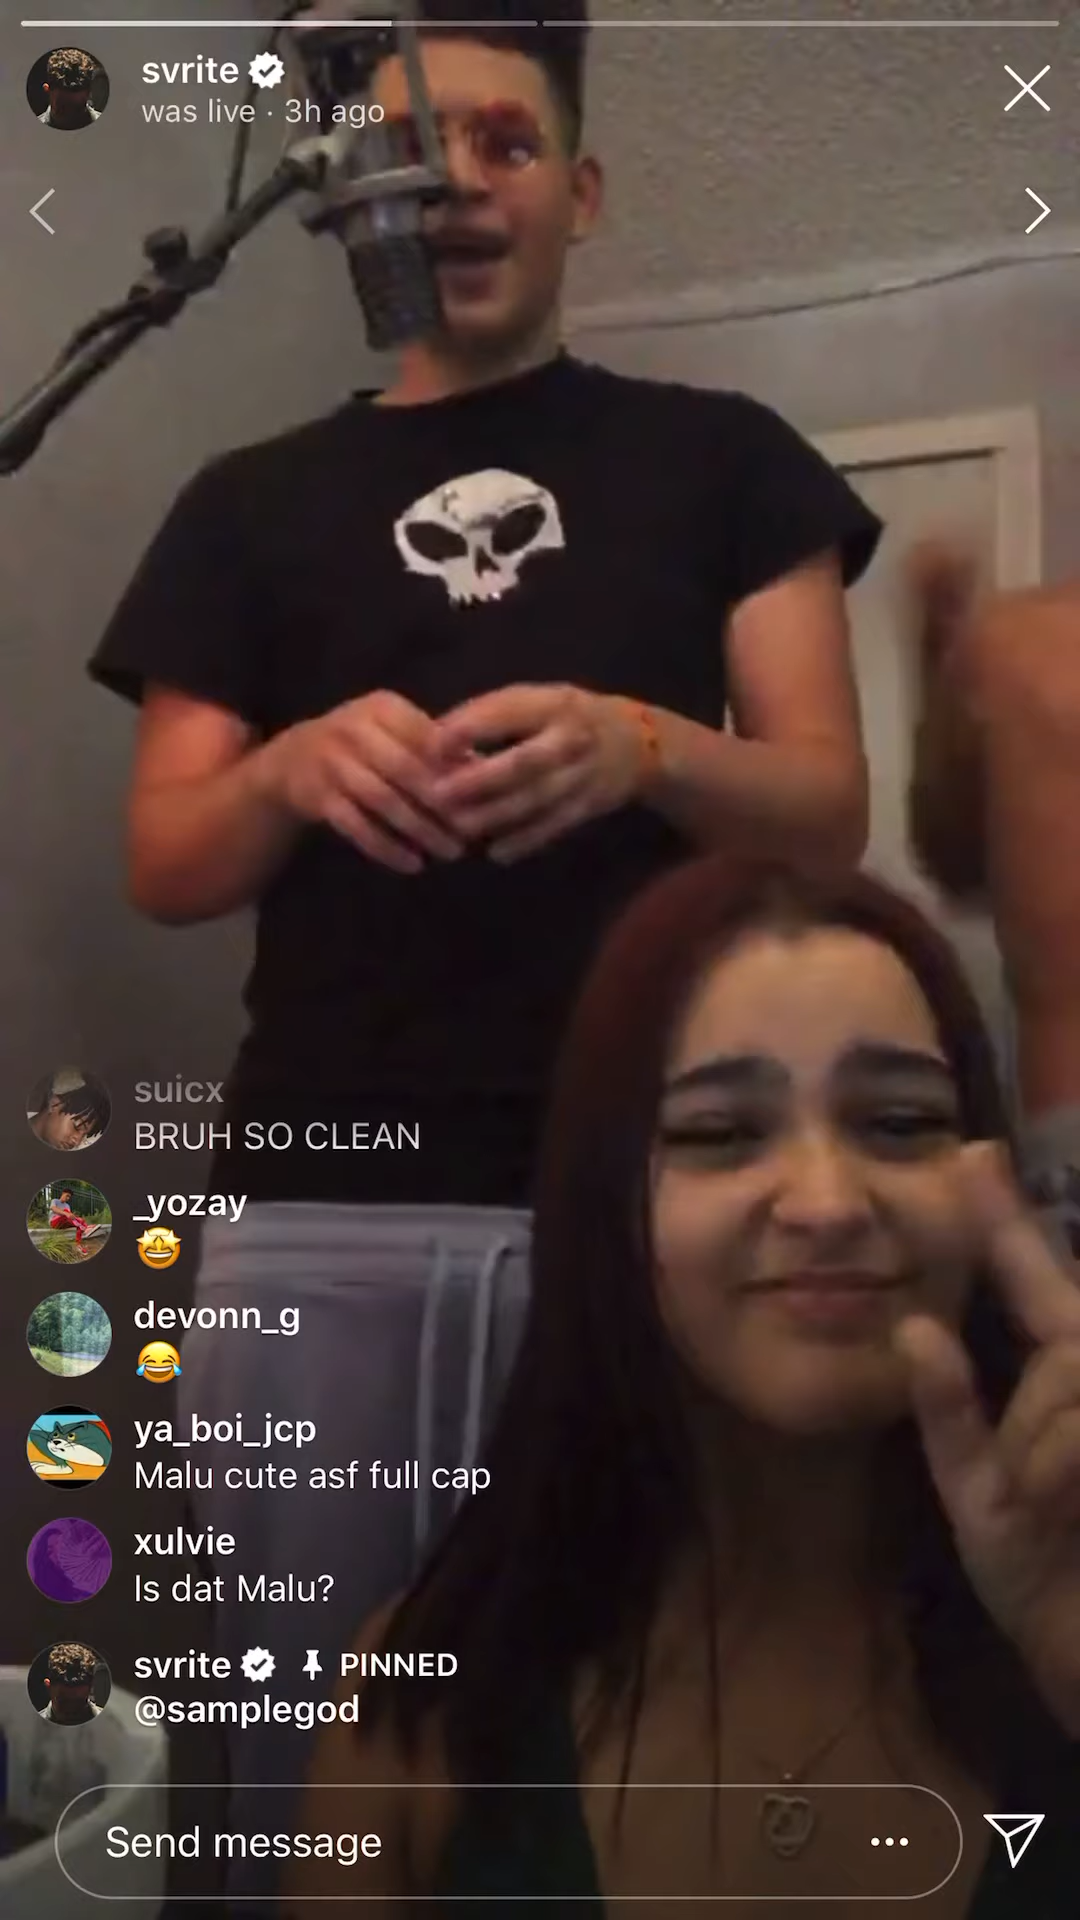 svrite
was live · 3h ago
suicx
BRUH SO CLEAN
_yozay
🤩
devonn_g
😂
ya_boi_jcp
Malu cute asf full cap
xulvie
Is dat Malu?
svrite PINNED
@samplegod
Send message